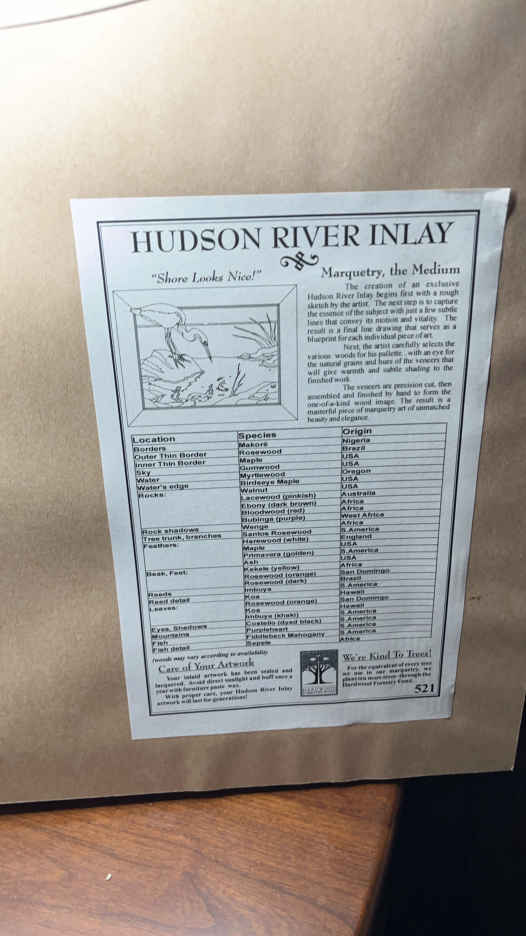 HUDSON RIVER INLAY
"Shore Looks Nice!"
Marquetry, the Medium
The creation of an exclusive
Hudson River Inlay begins first with a rough
sketch by the artist. The next step is to capture
the essence of the subject with just a few subtle
lines that convey its motion and vitality. The
result is a final line drawing that serves as a
blueprint for each individual piece of art.
Next, the artist carefully selects the
various woods for his pallette...with an eye for
the natural grains and hues of the veneers that
will give warmth and subtle shading to the
finished work.
The veneers are precision cut, then
assembled and finished by hand to form the
one-of-a-kind wood image. The result is a
masterful piece of marquetry art of unmatched
beauty and elegance.
Location Species Origin
Borders Makoré Nigeria
Outer Thin Border Rosewood Brazil
Inner Thin Border Maple USA
Sky Gumwood USA
Water Myrtlewood Oregon
Water's edge Birdseye Maple USA
Rocks: Walnut USA
Lacewood (pinkish) Australia
Ebony (dark brown) Africa
Bloodwood (red) Africa
Bubinga (purple) West Africa
Rock shadows Wenge Africa
Tree trunk, branches Santos Rosewood S.America
Feathers: Harewood (white) England
Maple USA
Primavera (golden) S.America
Ash USA
Beak, Feet: Kekele (yellow) Africa
Rosewood (orange) San Domingo
Rosewood (dark) Brazil
Reeds Imbuya S.America
Reed detail Koa Hawaii
Leaves: Rosewood (orange) San Domingo
Koa Hawaii
Imbuya (khaki) S.America
Eyes, Shadows Costello (dyed black) S.America
Mountains Purpleheart S.America
Fish Fiddleback Mahogany S.America
Fish detail Sapele Africa
(woods may vary according to availability
Care of Your Artwork
Your inlaid artwork has been sealed and
lacquered. Avoid direct sunlight and buff once a
year with furniture paste wax.
With proper care, your Hudson River Inlay
artwork will last for generations!
We're Kind To Trees!
For the equivalent of every tree
we use in our marquetry, we
plant ten more trees through the
Hardwood Forestry Fund.
521